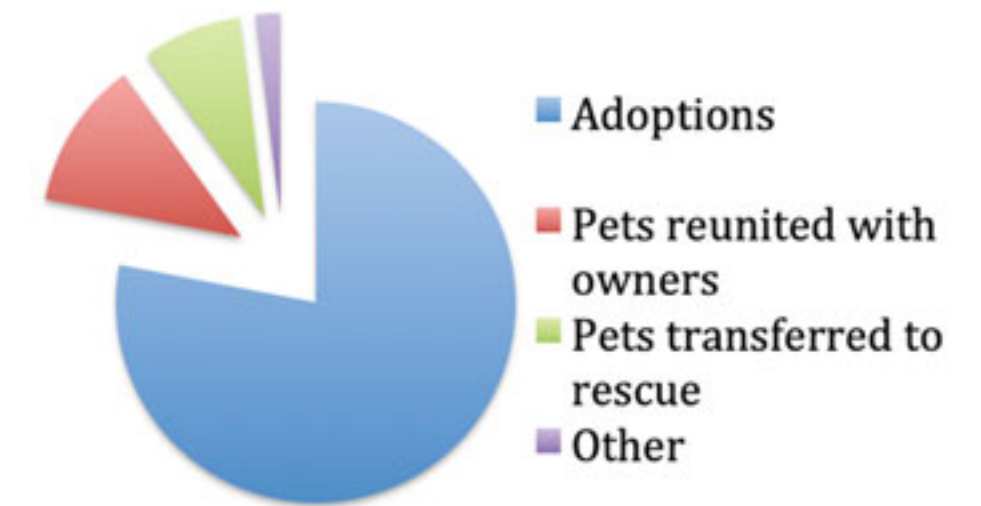 Adoptions
Pets reunited with
owners
Pets transferred to
rescue
Other